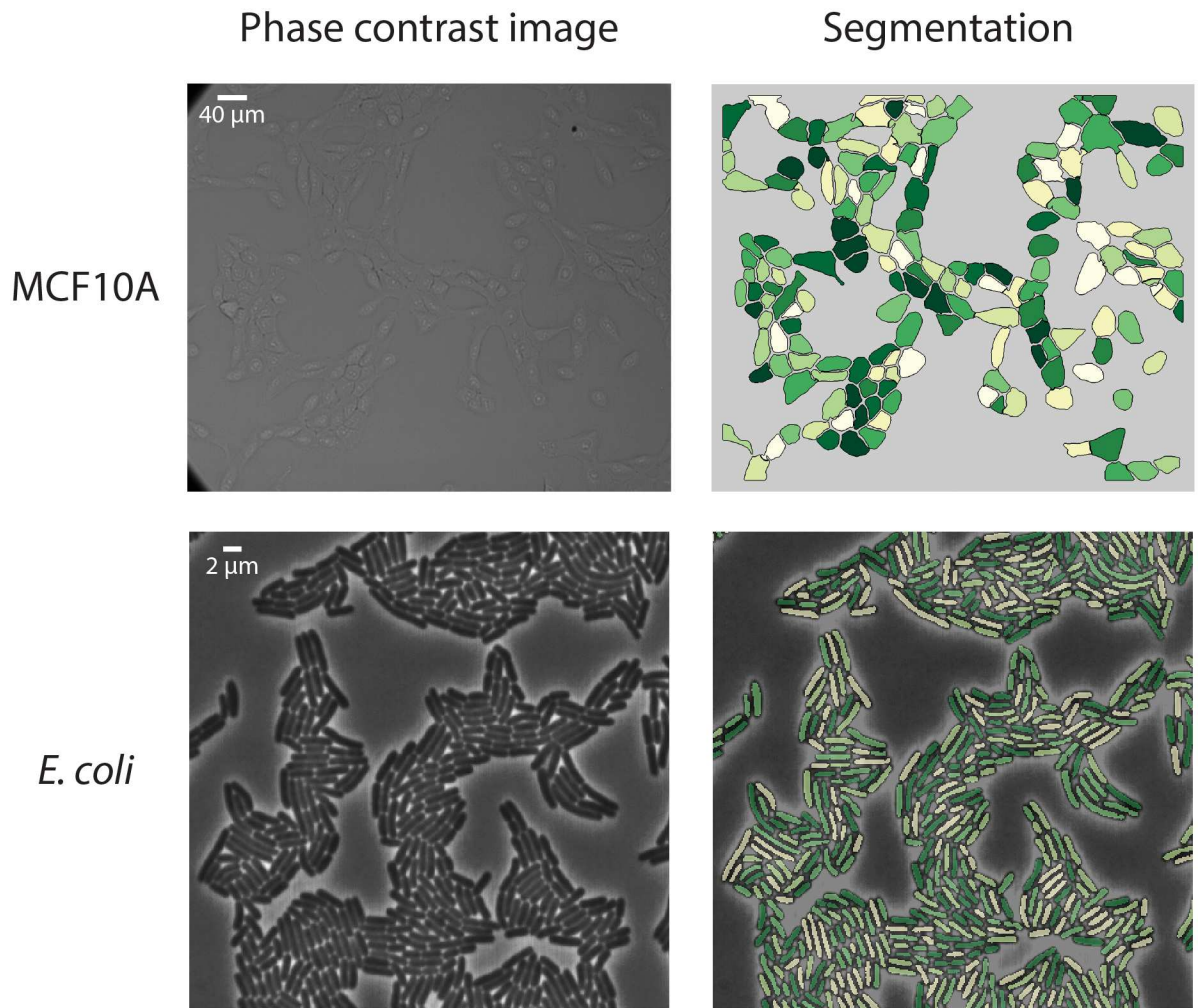 Phase contrast image
Segmentation
MCF10A
40 μm
E. coli
2 μm